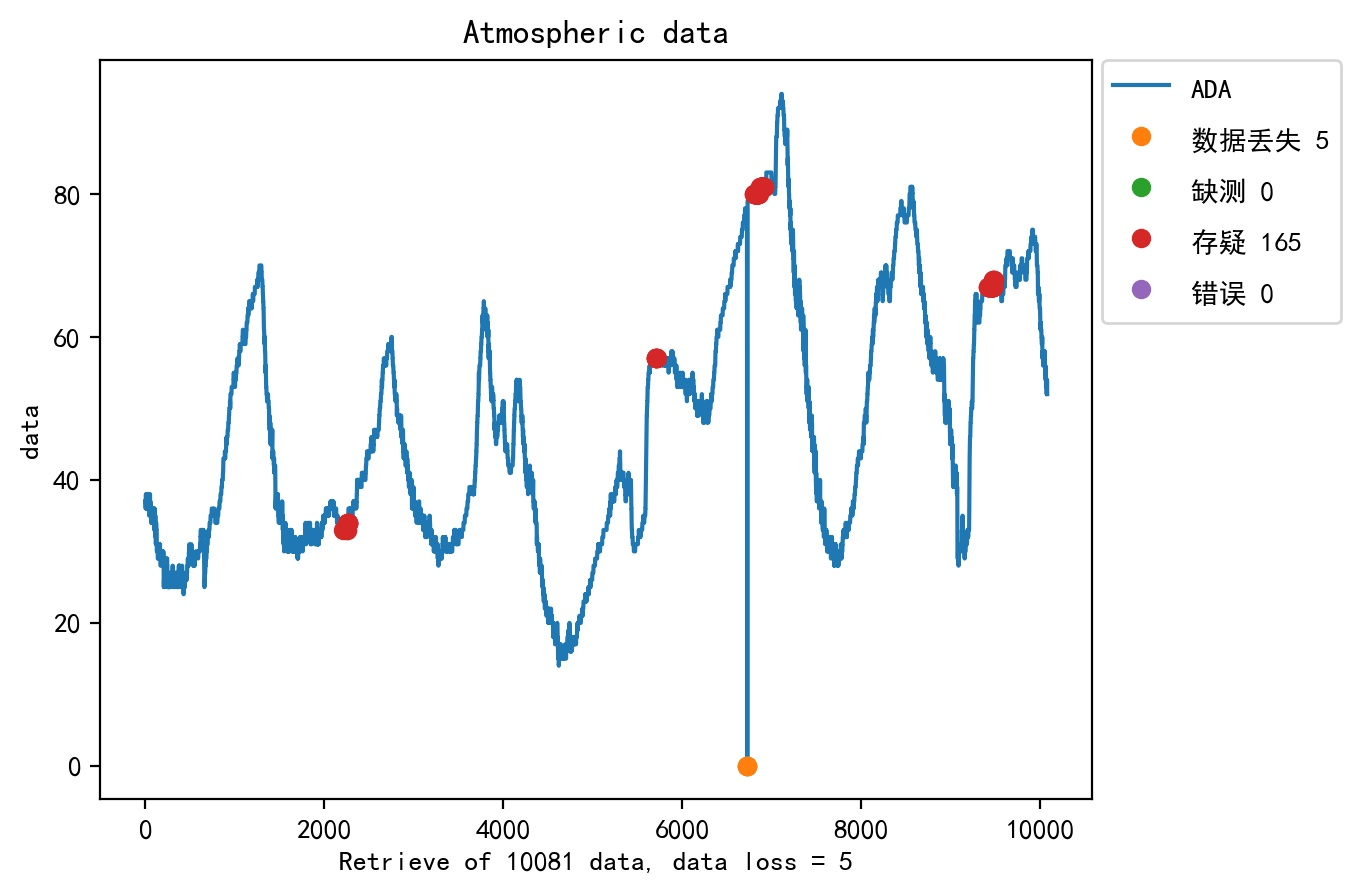 Atmospheric data
ADA
数据丢失 5
缺测 0
存疑 165
错误 0
data
80
60
40
20
0
0 2000 4000 6000 8000 10000
Retrieve of 10081 data, data loss = 5